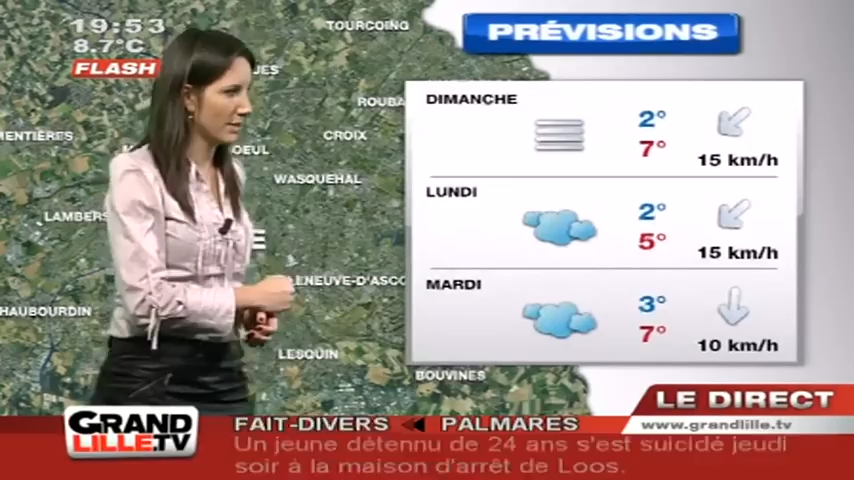 19:53
8.7°C
FLASH
TOURCOING
ROUBA
CROIX
WASQUEHAL
LAMBERS
HAUBOURDIN
LESQUIN
BOUVINES
PRÉVISIONS
DIMANCHE
2°
7°
15 km/h
LUNDI
2°
5°
15 km/h
MARDI
3°
7°
10 km/h
LE DIRECT
www.grandlille.tv
GRAND
LILLE.TV
FAIT-DIVERS PALMARES
Un jeune détenu de 24 ans s'est suicidé jeudi
soir à la maison d'arrêt de Loos.